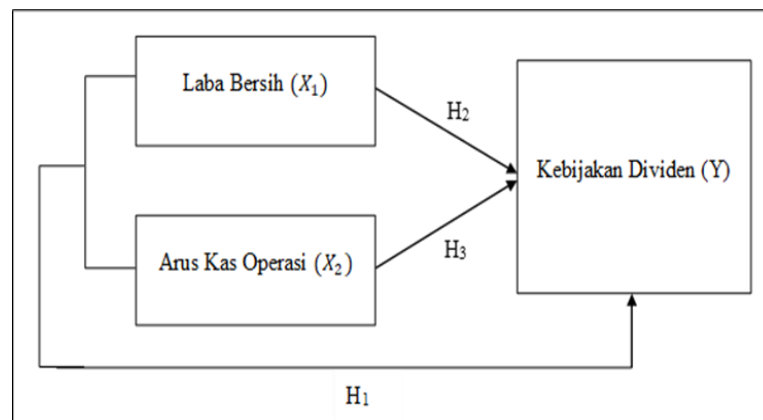 Laba Bersih (X₁)
H₂
Kebijakan Dividen (Y)
Arus Kas Operasi (X₂)
H₃
H₁